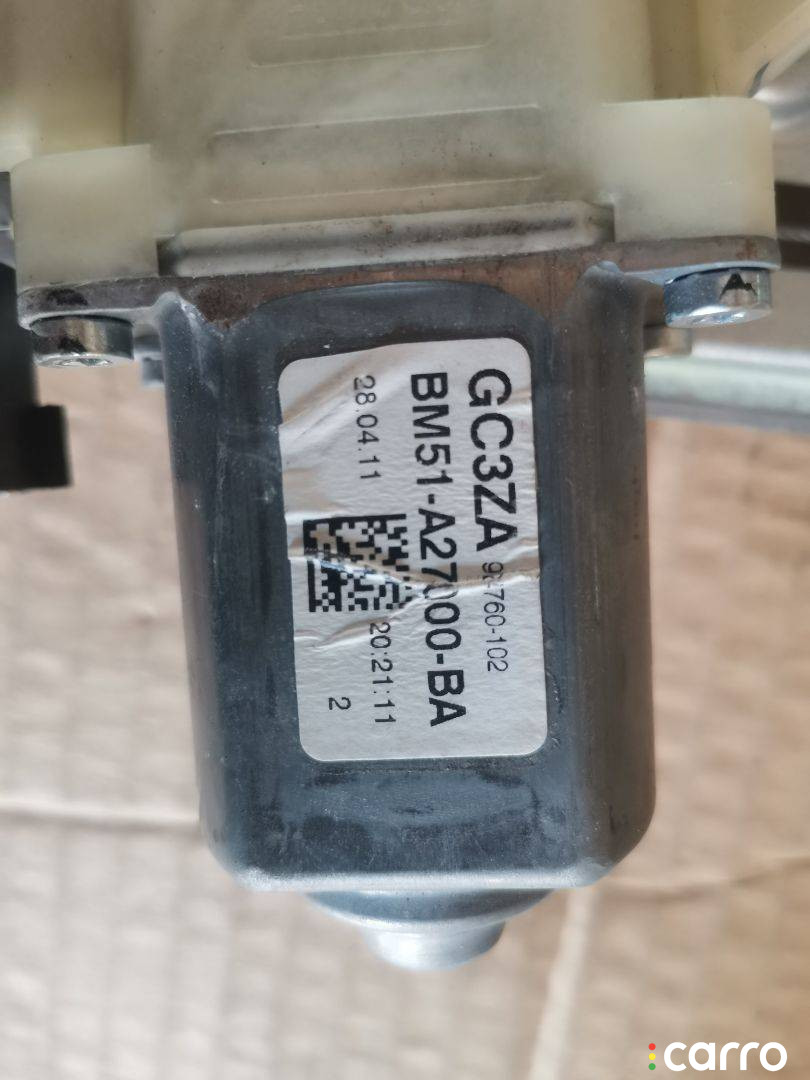 GC3ZA
BM51-A27000-BA
28.04.11
20:21:11
2
carro